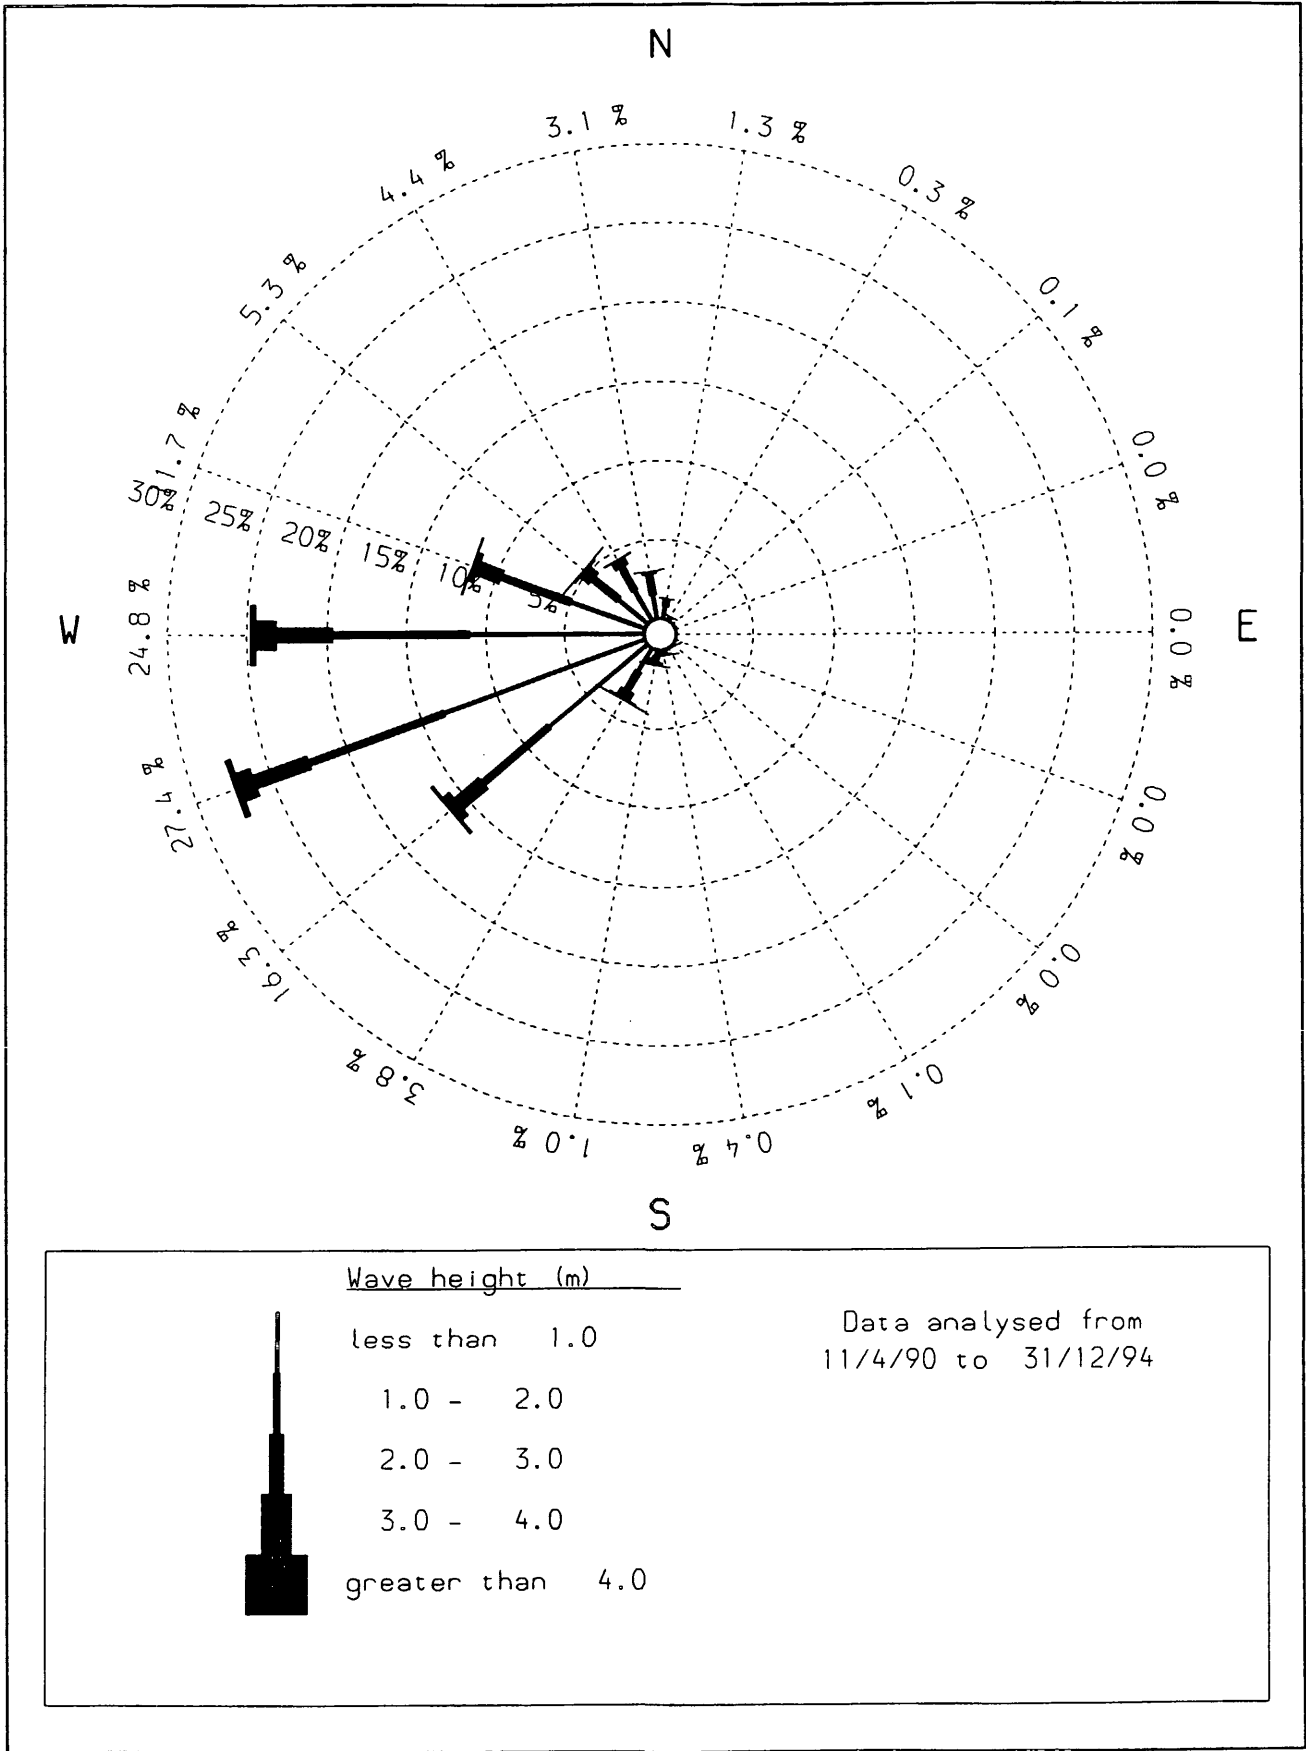 N
3.1 %
1.3 %
4.4 %
0.3 %
5.3 %
0.1 %
1.7 %
0.0 %
30% 25% 20% 15% 10% 5%
W
24.8 %
0.0 %
E
27.4 %
0.0 %
16.3 %
0.0 %
3.8 %
0.1 %
1.0 %
0.4 %
S
Wave height (m)
less than 1.0
1.0 - 2.0
2.0 - 3.0
3.0 - 4.0
greater than 4.0
Data analysed from
11/4/90 to 31/12/94